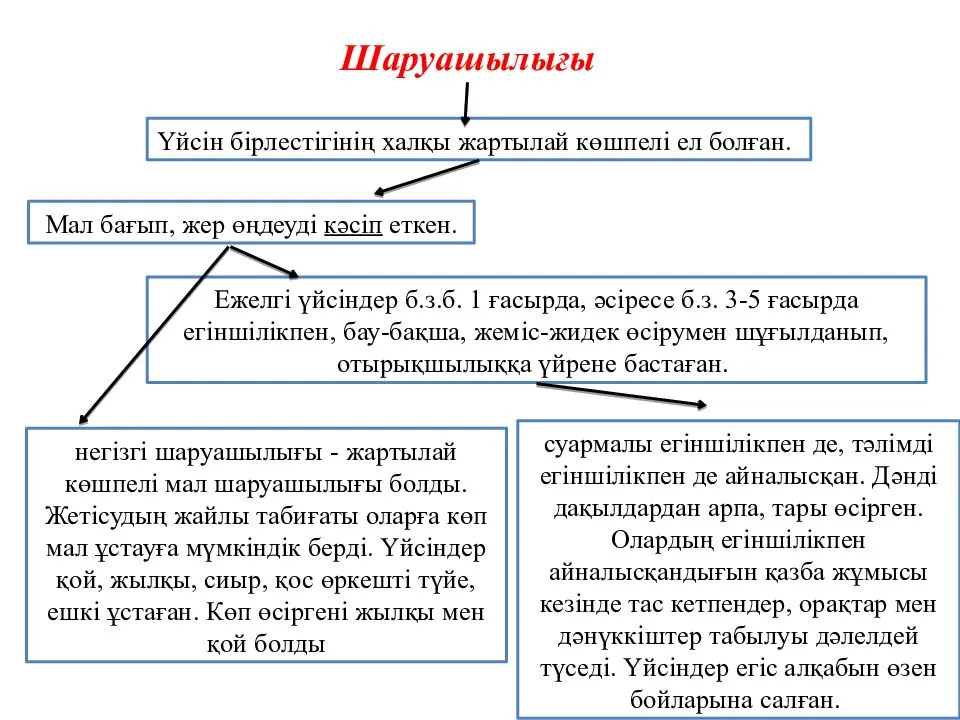 Шаруашылығы
Үйсін бірлестігінің халқы жартылай көшпелі ел болған.
Мал бағып, жер өңдеуді кәсіп еткен.
Ежелгі үйсіндер б.з.б. 1 ғасырда, әсіресе б.з. 3-5 ғасырда
егіншілікпен, бау-бақша, жеміс-жидек өсірумен шұғылданып,
отырықшылыққа үйрене бастаған.
негізгі шаруашылығы - жартылай
көшпелі мал шаруашылығы болды.
Жетісудың жайлы табиғаты оларға көп
мал ұстауға мүмкіндік берді. Үйсіндер
қой, жылқы, сиыр, қос өркешті түйе,
ешкі ұстаған. Көп өсіргені жылқы мен
қой болды
суармалы егіншілікпен де, тәлімді
егіншілікпен де айналысқан. Дәнді
дақылдардан арпа, тары өсірген.
Олардың егіншілікпен
айналысқандығын қазба жұмысы
кезінде тас кетпендер, орақтар мен
дәнүккіштер табылуы дәлелдей
түседі. Үйсіндер егіс алқабын өзен
бойларына салған.